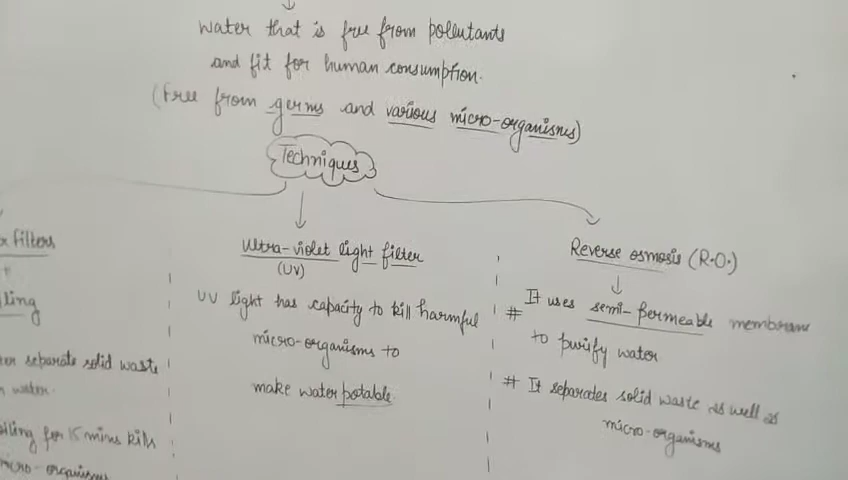 Water that is free from pollutants
and fit for human consumption.
(free from germs and various micro-organisms)
Techniques
filters
Ultra-violet light filter
(UV)
UV light has capacity to kill harmful
micro-organisms to
make water potable.
Reverse osmosis (R.O.)
# It uses semi-permeable membrane
to purify water
# It separates solid waste as well as
micro-organisms
separate solid waste
water.
for 15 mins kills
micro-organisms